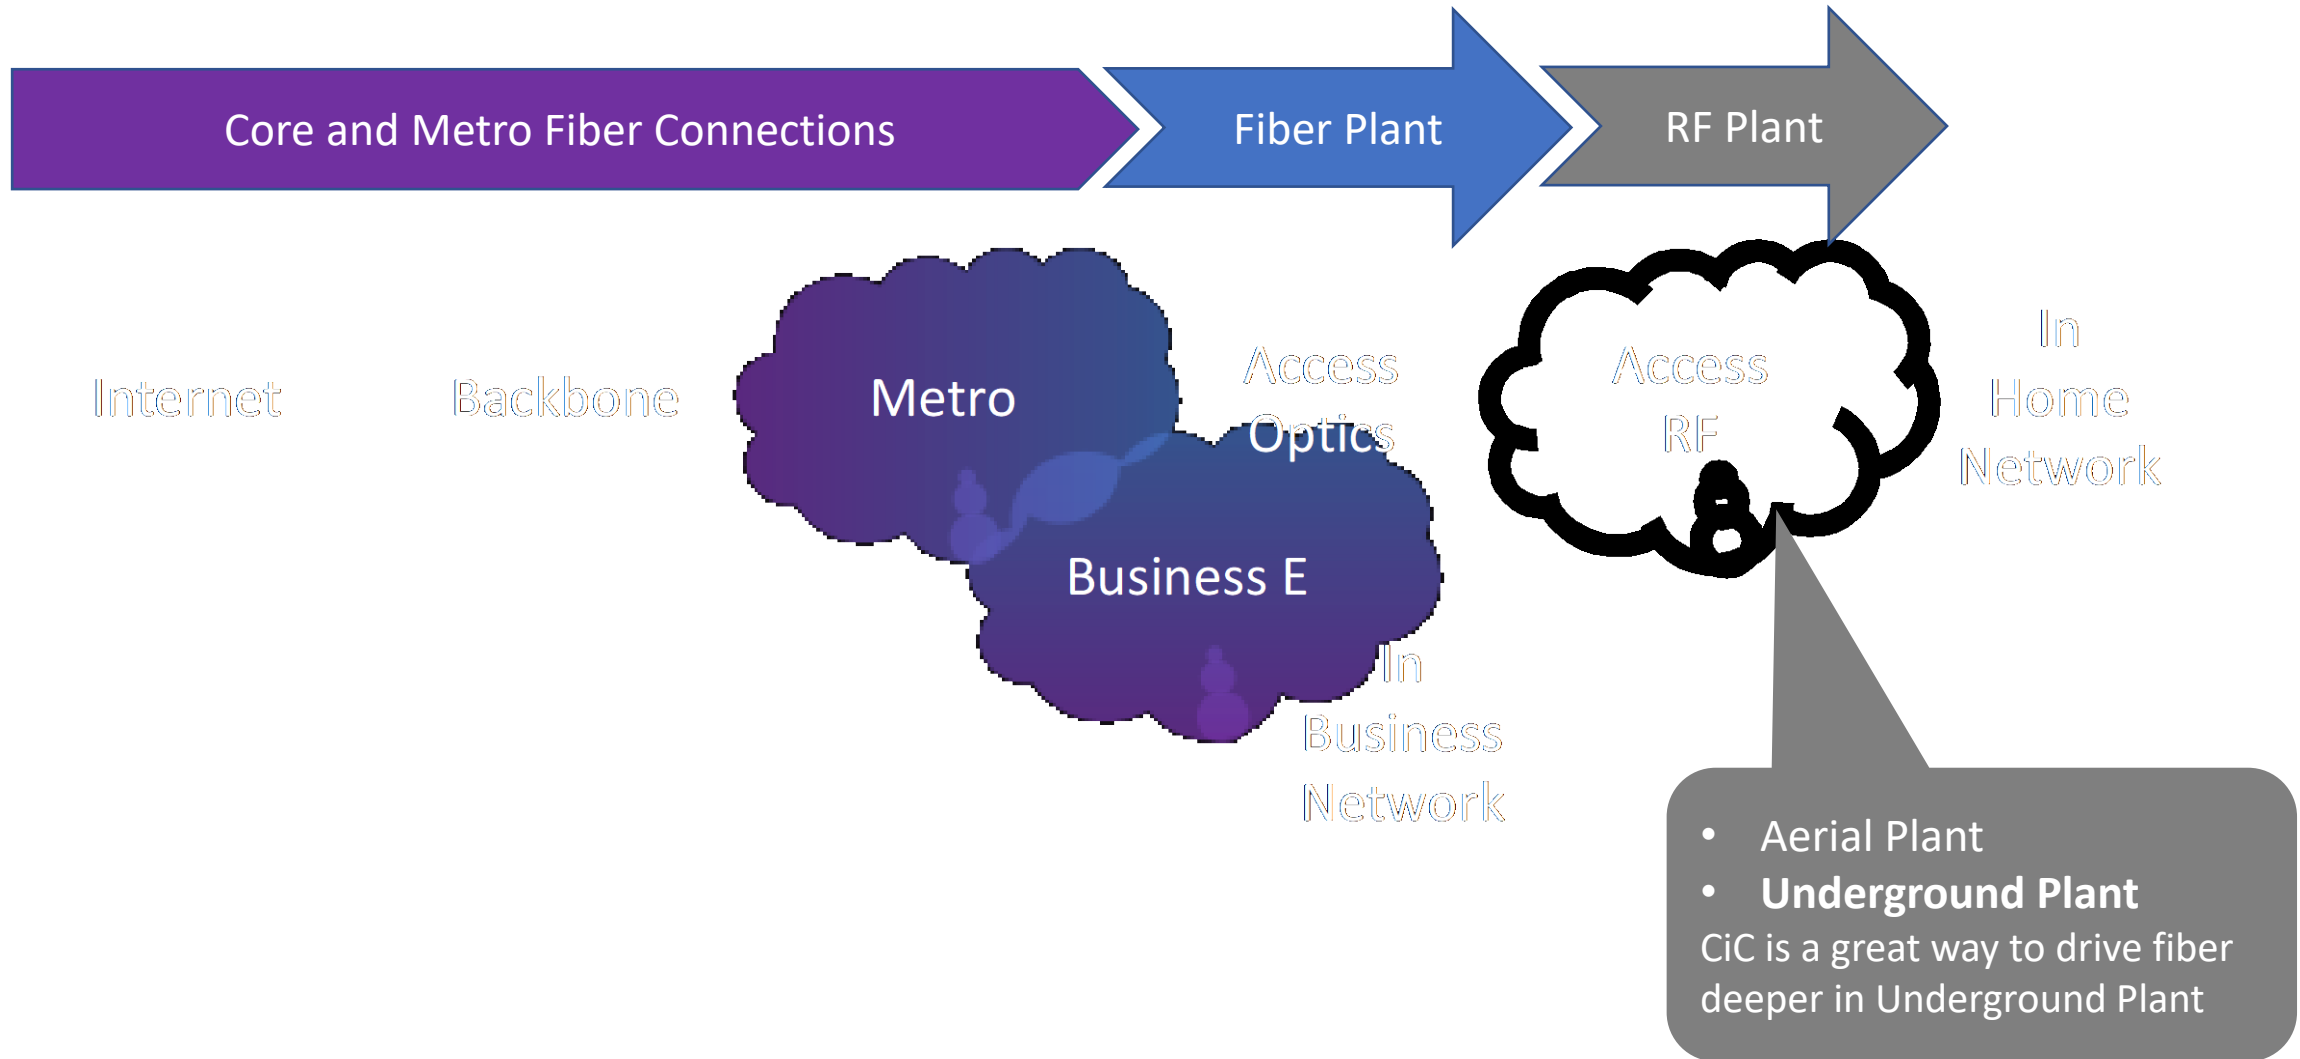 Core and Metro Fiber Connections
Fiber Plant
RF Plant
Internet
Backbone
Metro
Access
Optics
Access
RF
In
Home
Network
Business E
In
Business
Network
• Aerial Plant
• Underground Plant
CiC is a great way to drive fiber
deeper in Underground Plant